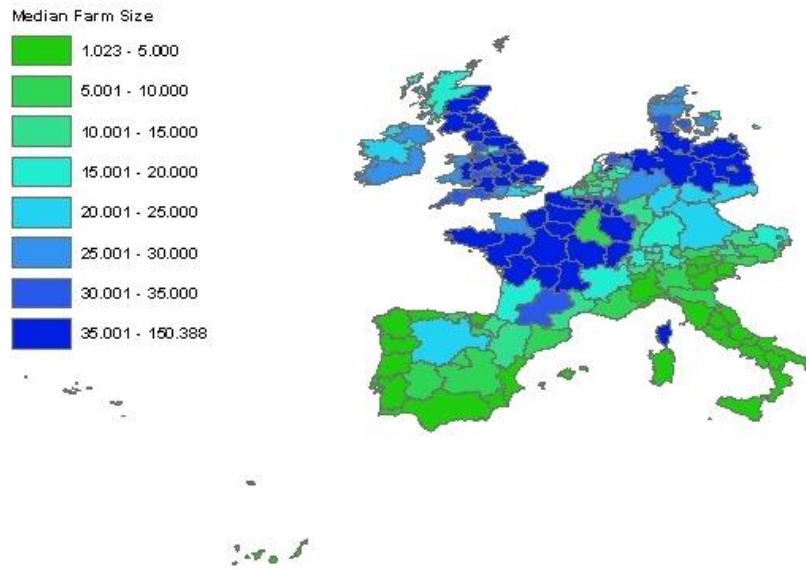 Median Farm Size
1.023 - 5.000
5.001 - 10.000
10.001 - 15.000
15.001 - 20.000
20.001 - 25.000
25.001 - 30.000
30.001 - 35.000
35.001 - 150.388